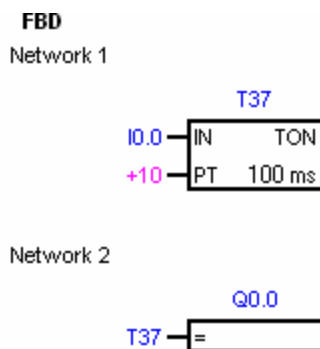 FBD
Network 1
T37
I0.0 IN TON
+10 PT 100 ms
Network 2
Q0.0
T37 =